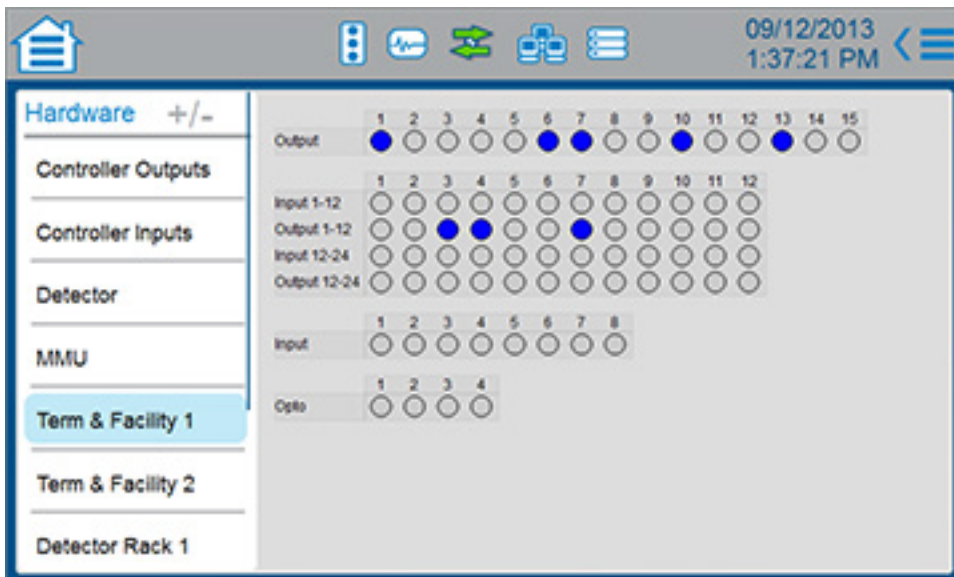 09/12/2013
1:37:21 PM
Hardware +/-
Controller Outputs
Controller Inputs
Detector
MMU
Term & Facility 1
Term & Facility 2
Detector Rack 1
1 2 3 4 5 6 7 8 9 10 11 12 13 14 15
Output
1 2 3 4 5 6 7 8 9 10 11 12
Input 1-12
Output 1-12
Input 12-24
Output 12-24
1 2 3 4 5 6 7 8
Input
1 2 3 4
Opto